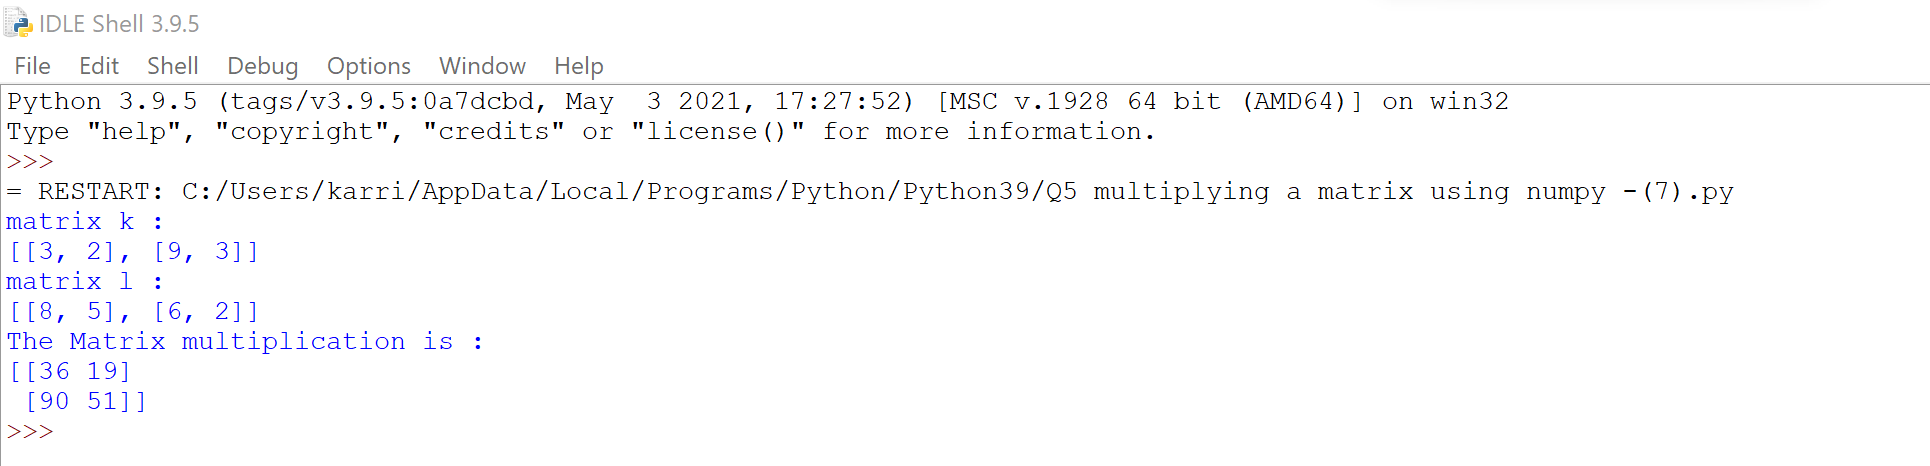 IDLE Shell 3.9.5
File Edit Shell Debug Options Window Help
Python 3.9.5 (tags/v3.9.5:0a7dcbd, May  3 2021, 17:27:52) [MSC v.1928 64 bit (AMD64)] on win32
Type "help", "copyright", "credits" or "license()" for more information.
>>>
= RESTART: C:/Users/karri/AppData/Local/Programs/Python/Python39/Q5 multiplying a matrix using numpy -(7).py
matrix k :
[[3, 2], [9, 3]]
matrix l :
[[8, 5], [6, 2]]
The Matrix multiplication is :
[[36 19]
 [90 51]]
>>>